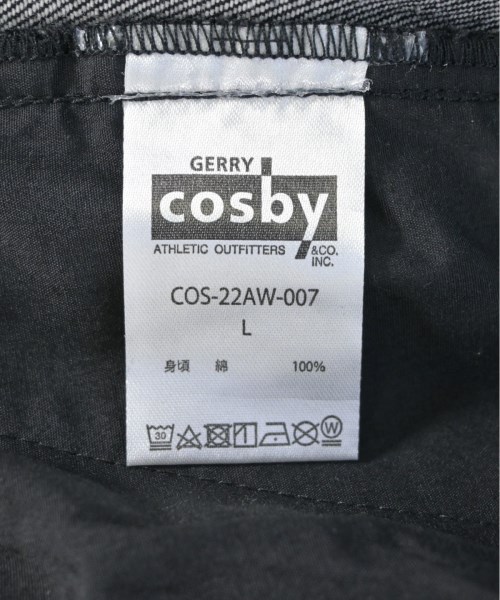 GERRY
cosby
ATHLETIC OUTFITTERS &CO. INC.
COS-22AW-007
L
身頃 綿 100%
30 W